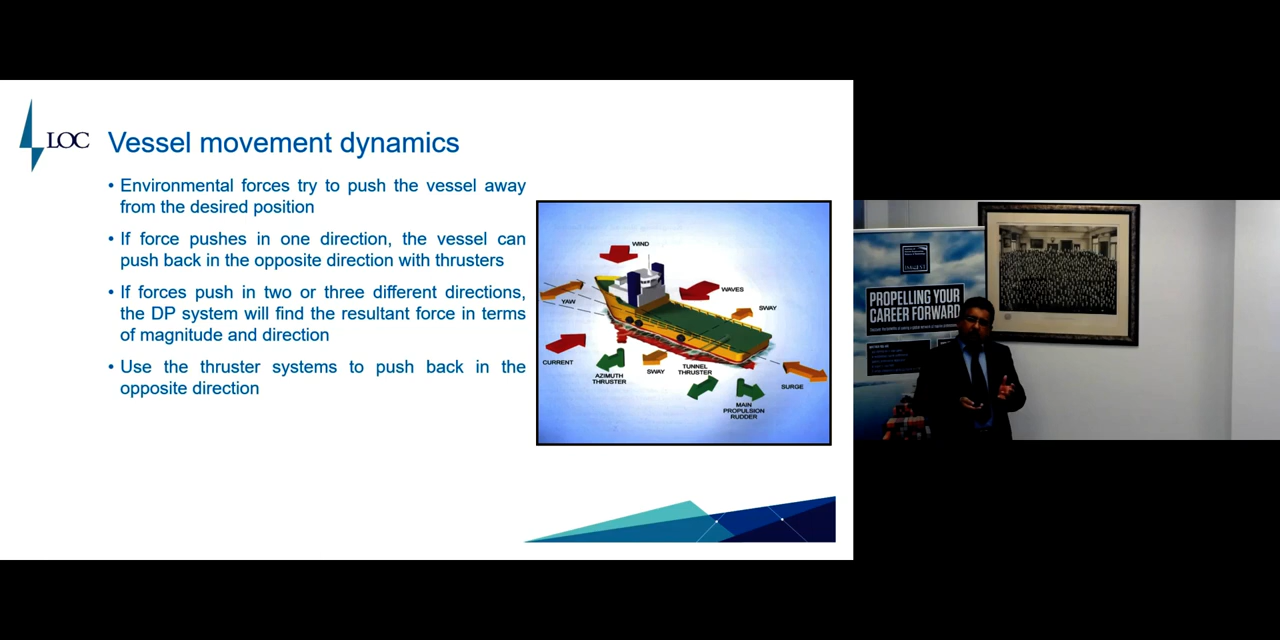 LOC
Vessel movement dynamics
• Environmental forces try to push the vessel away
from the desired position
• If force pushes in one direction, the vessel can
push back in the opposite direction with thrusters
• If forces push in two or three different directions,
the DP system will find the resultant force in terms
of magnitude and direction
• Use the thruster systems to push back in the
opposite direction
WIND
WAVES
YAW
SWAY
CURRENT
AZIMUTH
THRUSTER
SWAY
TUNNEL
THRUSTER
SURGE
MAIN
PROPULSION
RUDDER
PROPELLING YOUR
CAREER FORWARD